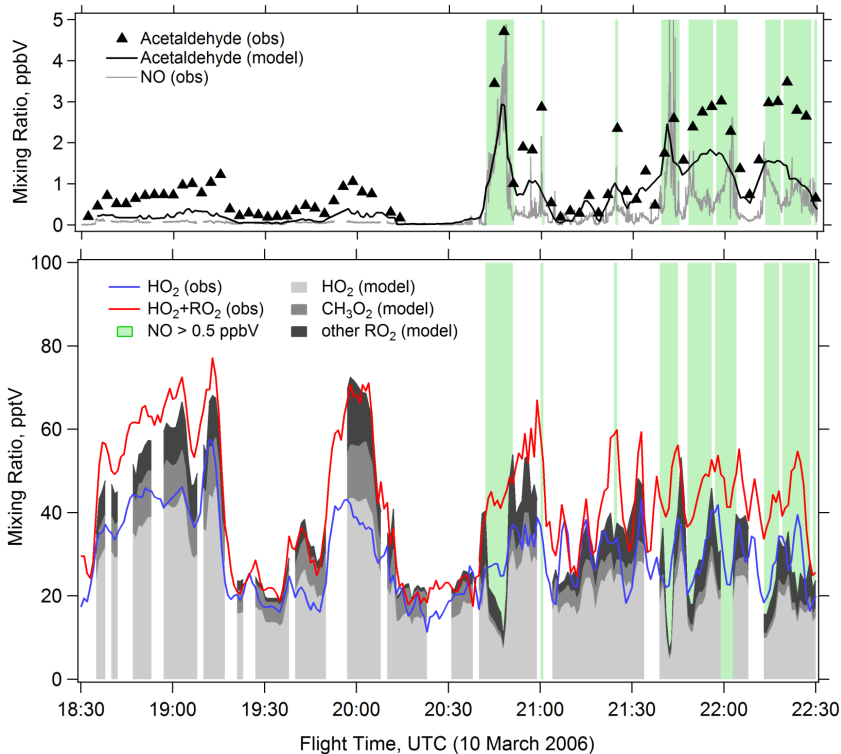 Mixing Ratio, ppbV
5
4
3
2
1
0
Acetaldehyde (obs)
Acetaldehyde (model)
NO (obs)
Mixing Ratio, pptV
100
80
60
40
20
0
HO₂ (obs)
HO₂+RO₂ (obs)
NO > 0.5 ppbV
HO₂ (model)
CH₃O₂ (model)
other RO₂ (model)
18:30 19:00 19:30 20:00 20:30 21:00 21:30 22:00 22:30
Flight Time, UTC (10 March 2006)